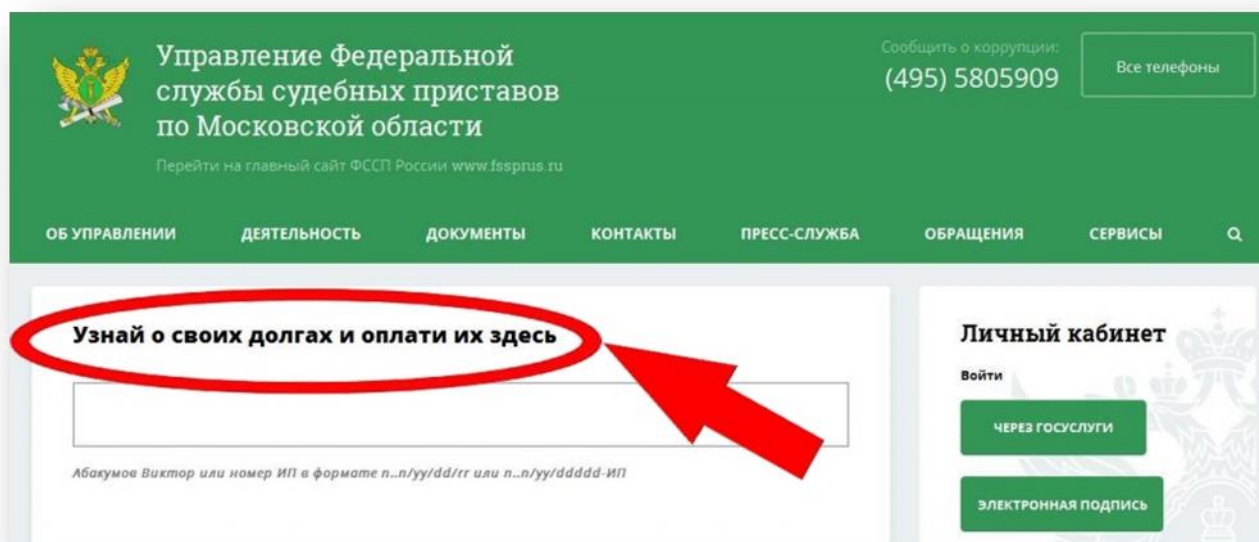 Управление Федеральной
службы судебных приставов
по Московской области
Перейти на главный сайт ФССП России www.fssprus.ru
Сообщить о коррупции:
(495) 5805909
Все телефоны
ОБ УПРАВЛЕНИИ ДЕЯТЕЛЬНОСТЬ ДОКУМЕНТЫ КОНТАКТЫ ПРЕСС-СЛУЖБА ОБРАЩЕНИЯ СЕРВИСЫ
Узнай о своих долгах и оплати их здесь
Абакумов Виктор или номер ИП в формате n..n/yy/dd/rr или n..n/yy/ddddd-ИП
Личный кабинет
Войти
ЧЕРЕЗ ГОСУСЛУГИ
ЭЛЕКТРОННАЯ ПОДПИСЬ